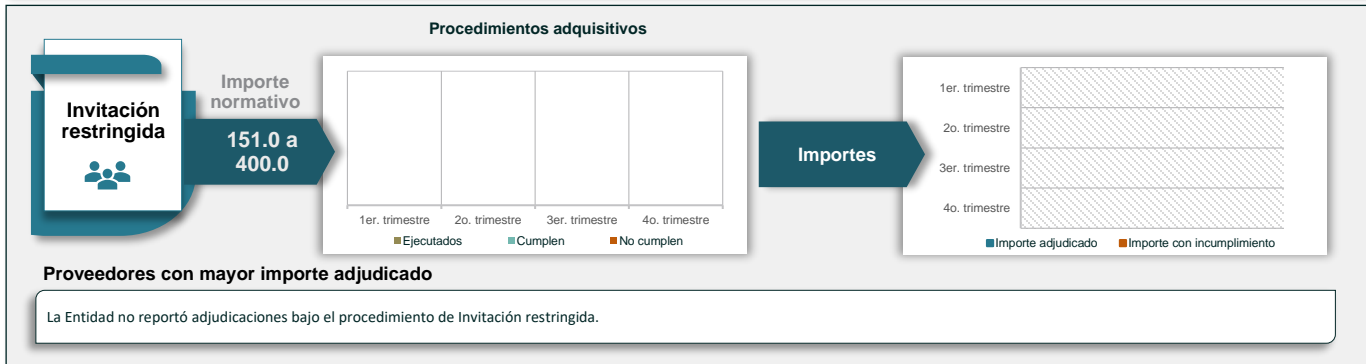 Procedimientos adquisitivos
Invitación
restringida
Importe
normativo
151.0 a
400.0
1er. trimestre 2o. trimestre 3er. trimestre 4o. trimestre
Ejecutados Cumplen No cumplen
Importes
1er. trimestre
2o. trimestre
3er. trimestre
4o. trimestre
Importe adjudicado Importe con incumplimiento
Proveedores con mayor importe adjudicado
La Entidad no reportó adjudicaciones bajo el procedimiento de Invitación restringida.